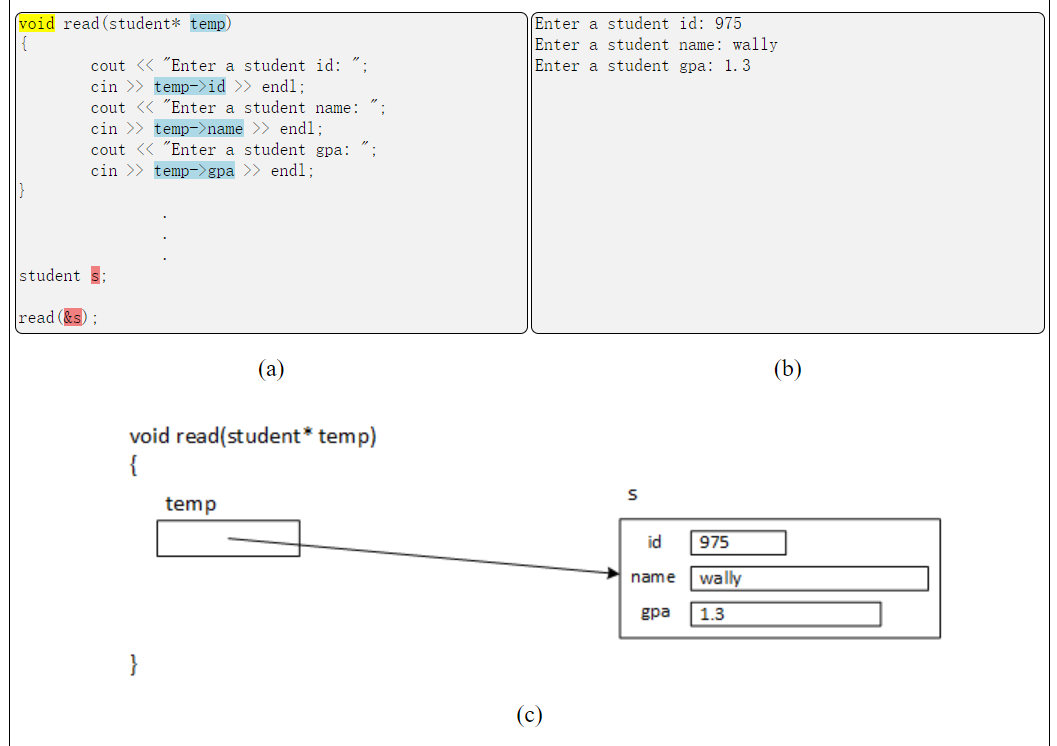 void read(student* temp)
{
cout << "Enter a student id: ";
cin >> temp->id >> endl;
cout << "Enter a student name: ";
cin >> temp->name >> endl;
cout << "Enter a student gpa: ";
cin >> temp->gpa >> endl;
}
.
.
.
student s;
read(&s);
Enter a student id: 975
Enter a student name: wally
Enter a student gpa: 1.3
(a)
(b)
void read(student* temp)
{
temp
s
id 975
name wally
gpa 1.3
}
(c)